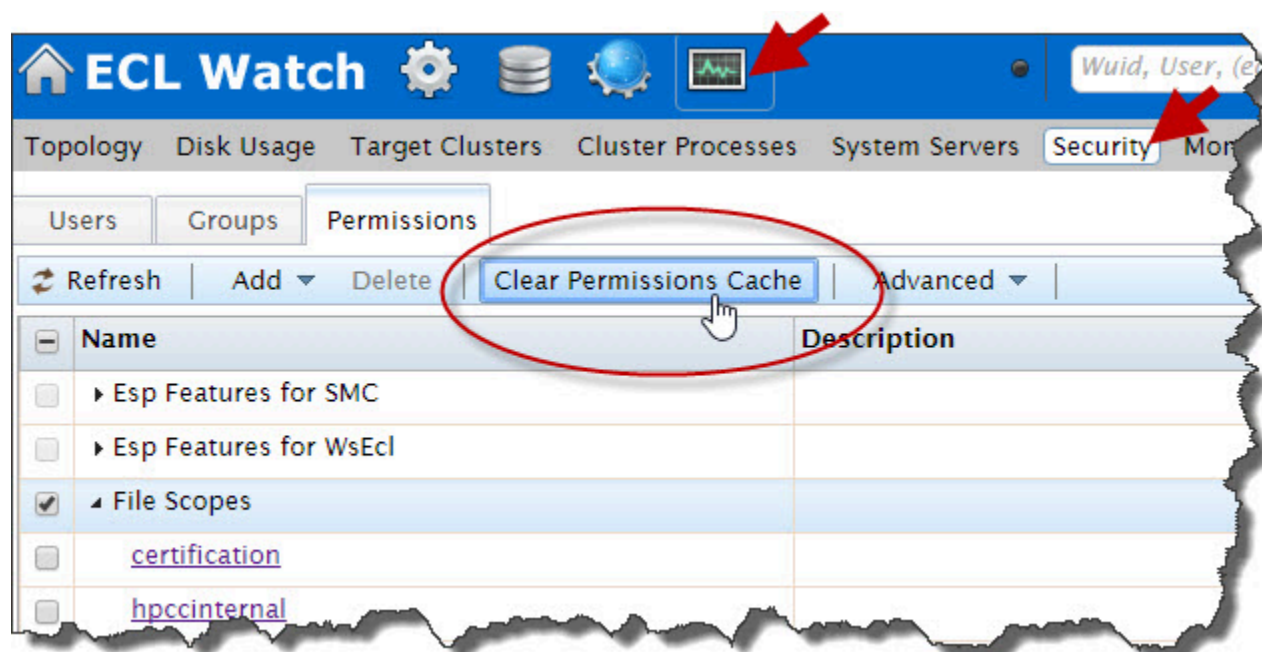 ECL Watch Wuid, User, (e
Topology Disk Usage Target Clusters Cluster Processes System Servers Security Mon
Users Groups Permissions
Refresh Add Delete Clear Permissions Cache Advanced
Name Description
Esp Features for SMC
Esp Features for WsEcl
File Scopes
certification
hpccinternal